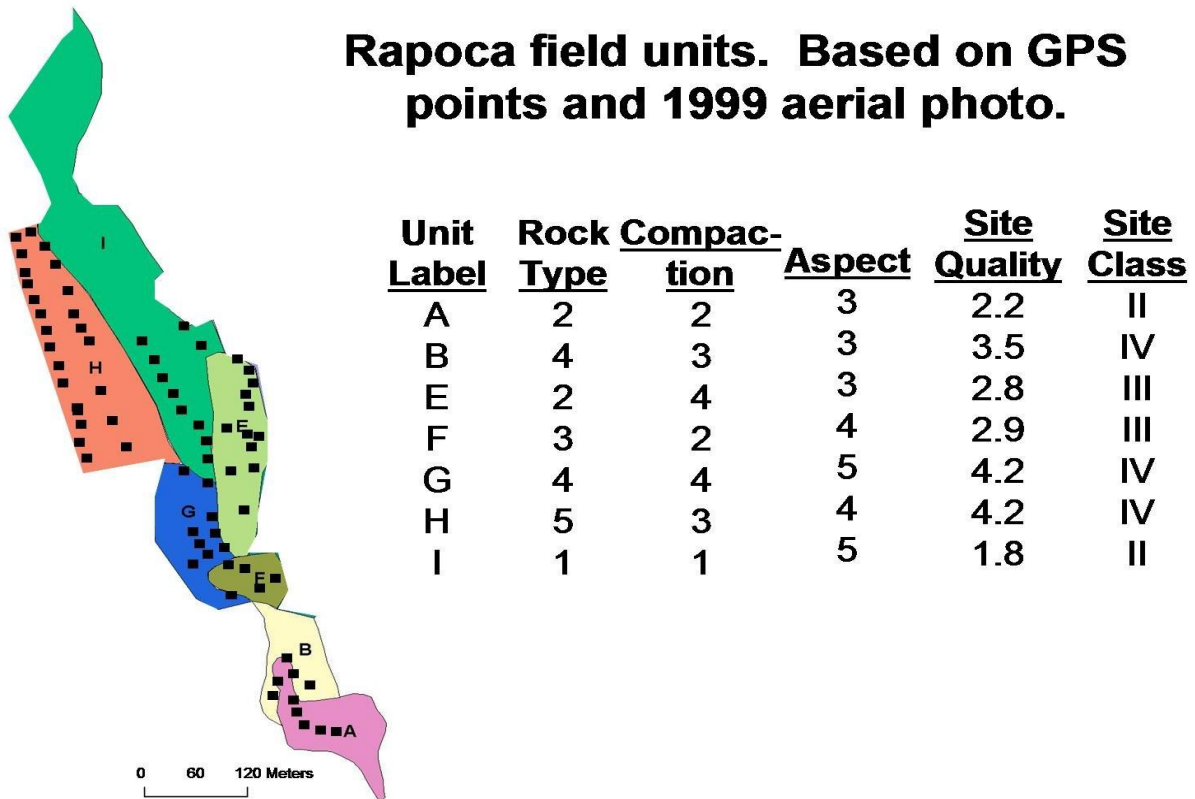 Rapoca field units. Based on GPS
points and 1999 aerial photo.
Unit Label Rock Type Compac-tion Aspect Site Quality Site Class
A 2 2 3 2.2 II
B 4 3 3 3.5 IV
E 2 4 3 2.8 III
F 3 2 4 2.9 III
G 4 4 5 4.2 IV
H 5 3 4 4.2 IV
I 1 1 5 1.8 II
I
H
E
G
F
B
A
0 60 120 Meters